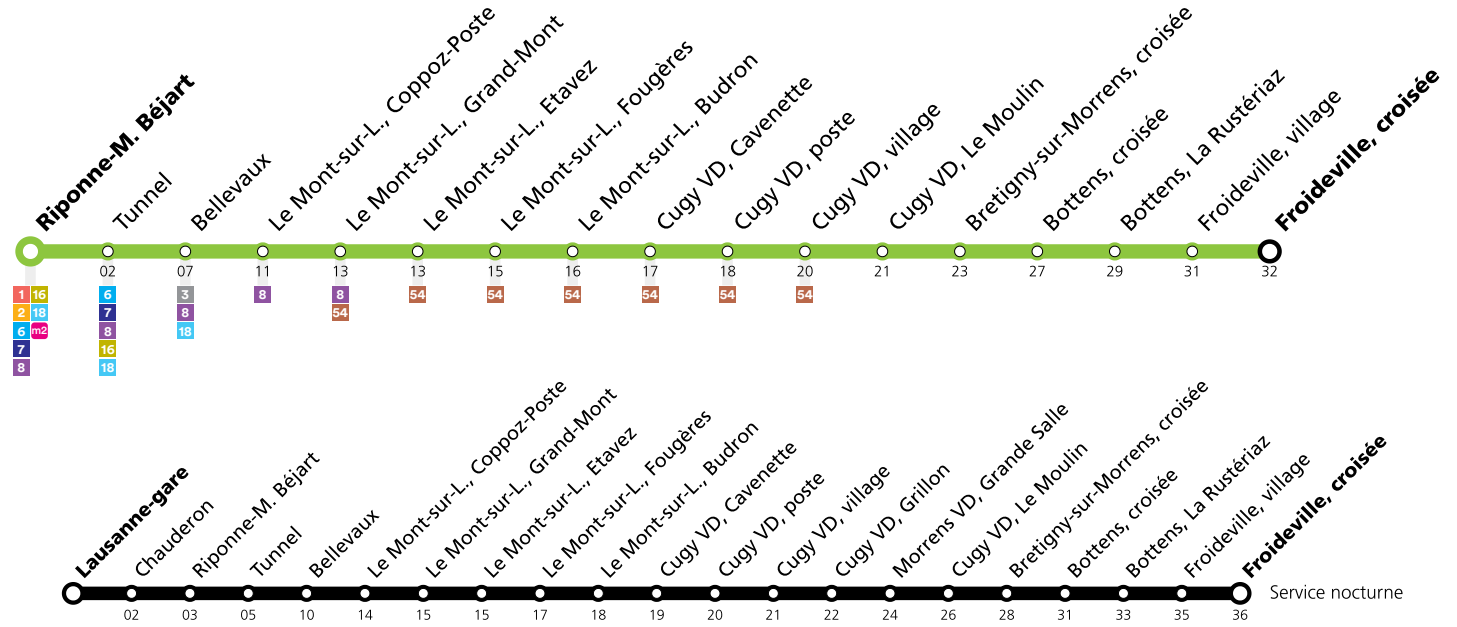 Riponne-M. Béjart
Tunnel
Bellevaux
Le Mont-sur-L., Coppoz-Poste
Le Mont-sur-L., Grand-Mont
Le Mont-sur-L., Etavez
Le Mont-sur-L., Fougères
Le Mont-sur-L., Budron
Cugy VD, Cavenette
Cugy VD, poste
Cugy VD, village
Cugy VD, Le Moulin
Bretigny-sur-Morrens, croisée
Bottens, croisée
Bottens, La Rustériaz
Froideville, village
Froideville, croisée
02 07 11 13 13 15 16 17 18 20 21 23 27 29 31 32
1 16 6 3 8 8 54 54 54 54 54 54
2 18 7 8 54
6 m2 8 18
7 16
8 18
Lausanne-gare
Chauderon
Riponne-M. Béjart
Tunnel
Bellevaux
Le Mont-sur-L., Coppoz-Poste
Le Mont-sur-L., Grand-Mont
Le Mont-sur-L., Etavez
Le Mont-sur-L., Fougères
Le Mont-sur-L., Budron
Cugy VD, Cavenette
Cugy VD, poste
Cugy VD, village
Cugy VD, Grillon
Morrens VD, Grande Salle
Cugy VD, Le Moulin
Bretigny-sur-Morrens, croisée
Bottens, croisée
Bottens, La Rustériaz
Froideville, village
Froideville, croisée
Service nocturne
02 03 05 10 14 15 15 17 18 19 20 21 22 24 26 28 31 33 35 36